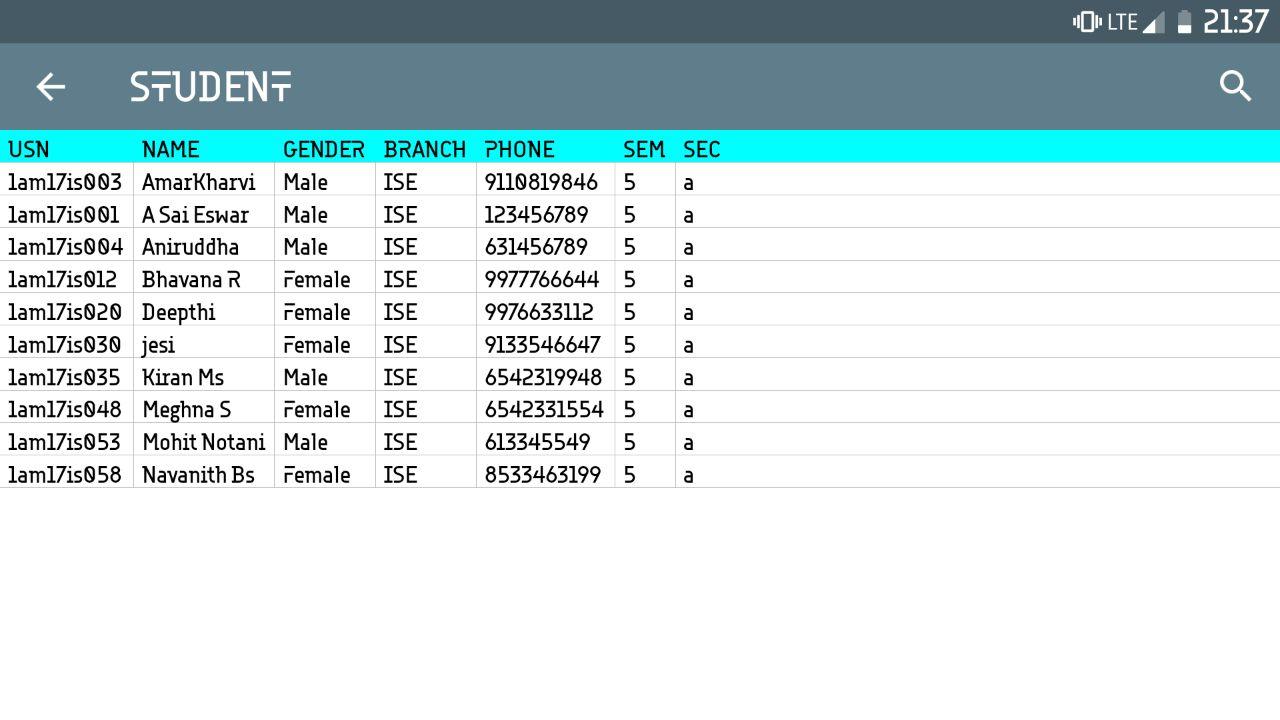 LTE 21:37
STUDENT
USN NAME GENDER BRANCH PHONE SEM SEC
1am17is003 AmarKharvi Male ISE 9110819846 5 a
1am17is001 A Sai Eswar Male ISE 123456789 5 a
1am17is004 Aniruddha Male ISE 631456789 5 a
1am17is012 Bhavana R Female ISE 9977766644 5 a
1am17is020 Deepthi Female ISE 9976633112 5 a
1am17is030 jesi Female ISE 9133546647 5 a
1am17is035 Kiran Ms Male ISE 6542319948 5 a
1am17is048 Meghna S Female ISE 6542331554 5 a
1am17is053 Mohit Notani Male ISE 613345549 5 a
1am17is058 Navanith Bs Female ISE 8533463199 5 a